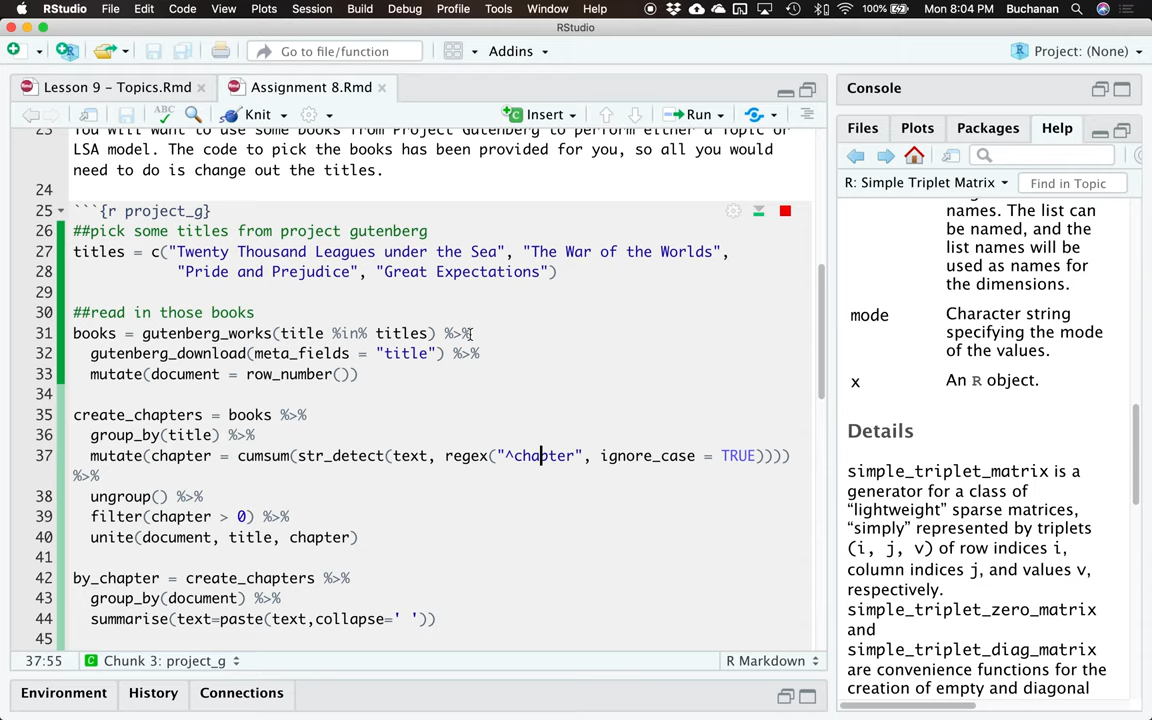 RStudio File Edit Code View Plots Session Build Debug Profile Tools Window Help 100% Mon 8:04 PM Buchanan
RStudio
Go to file/function Addins Project: (None)
Lesson 9 - Topics.Rmd Assignment 8.Rmd
ABC Knit Insert Run
23 You will want to use some books from Project Gutenberg to perform either a Topic or
LSA model. The code to pick the books has been provided for you, so all you would
need to do is change out the titles.
24
25 ```{r project_g}
26 ##pick some titles from project gutenberg
27 titles = c("Twenty Thousand Leagues under the Sea", "The War of the Worlds",
28 "Pride and Prejudice", "Great Expectations")
29
30 ##read in those books
31 books = gutenberg_works(title %in% titles) %>%
32 gutenberg_download(meta_fields = "title") %>%
33 mutate(document = row_number())
34
35 create_chapters = books %>%
36 group_by(title) %>%
37 mutate(chapter = cumsum(str_detect(text, regex("^chapter", ignore_case = TRUE))))
%>%
38 ungroup() %>%
39 filter(chapter > 0) %>%
40 unite(document, title, chapter)
41
42 by_chapter = create_chapters %>%
43 group_by(document) %>%
44 summarise(text=paste(text,collapse=' '))
45
37:55 Chunk 3: project_g R Markdown
Environment History Connections
Console
Files Plots Packages Help
R: Simple Triplet Matrix Find in Topic
names. The list can
be named, and the
list names will be
used as names for
the dimensions.
mode Character string
specifying the mode
of the values.
x An R object.
Details
simple_triplet_matrix is a
generator for a class of
“lightweight” sparse matrices,
“simply” represented by triplets
(i, j, v) of row indices i,
column indices j, and values v,
respectively.
simple_triplet_zero_matrix
and
simple_triplet_diag_matrix
are convenience functions for the
creation of empty and diagonal